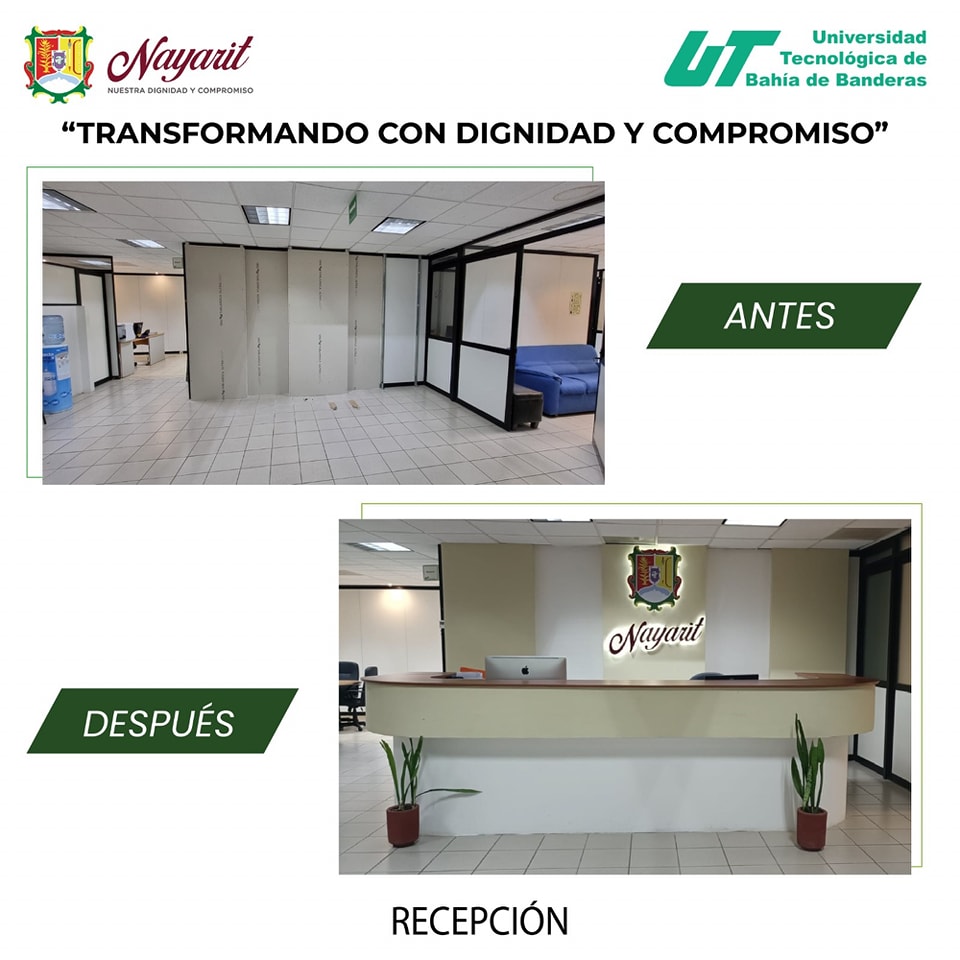 Nayarit
NUESTRA DIGNIDAD Y COMPROMISO
UT
Universidad
Tecnológica de
Bahía de Banderas
“TRANSFORMANDO CON DIGNIDAD Y COMPROMISO”
ANTES
Nayarit
DESPUÉS
RECEPCIÓN